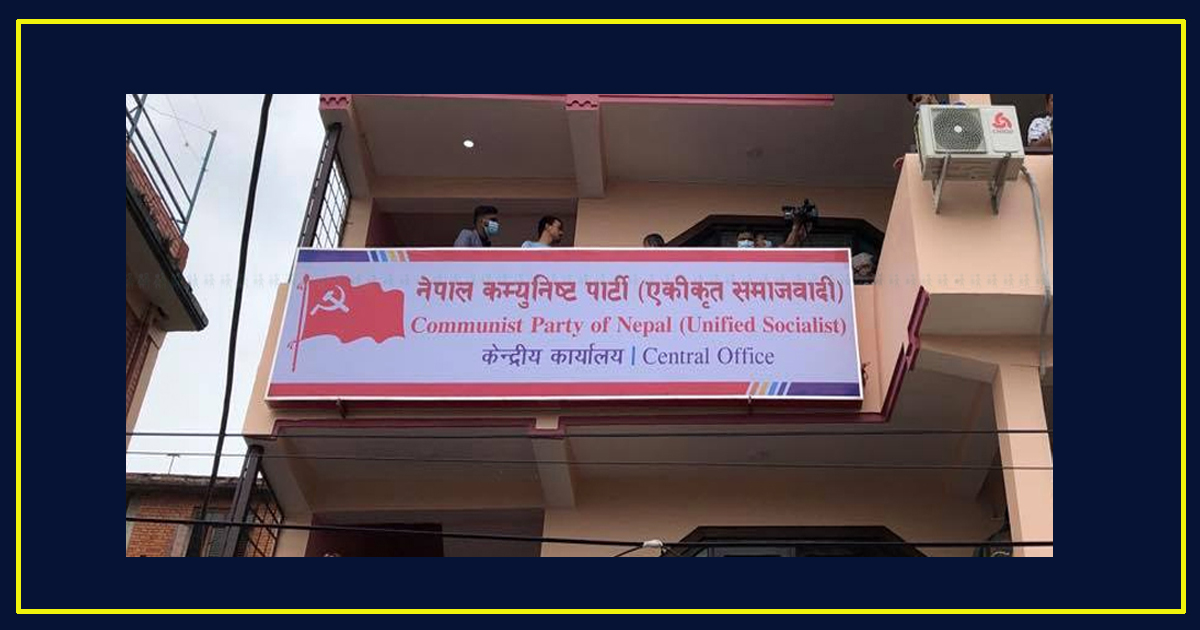 नेपाल कम्युनिष्ट पार्टी (एकीकृत समाजवादी)
Communist Party of Nepal (Unified Socialist)
केन्द्रीय कार्यालय | Central Office